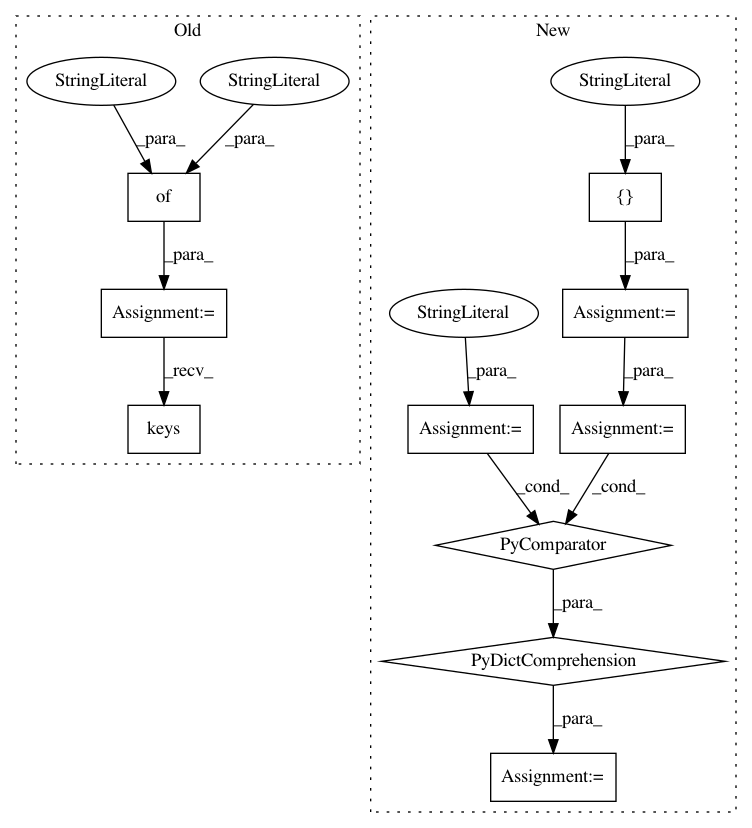 Old
New
StringLiteral
StringLiteral
StringLiteral
_para_
_para_
_para_
of
{}
_para_
_para_
Assignment:=
StringLiteral
Assignment:=
_recv_
_para_
_para_
keys
Assignment:=
Assignment:=
_cond_
_cond_
PyComparator
_para_
PyDictComprehension
_para_
Assignment:=